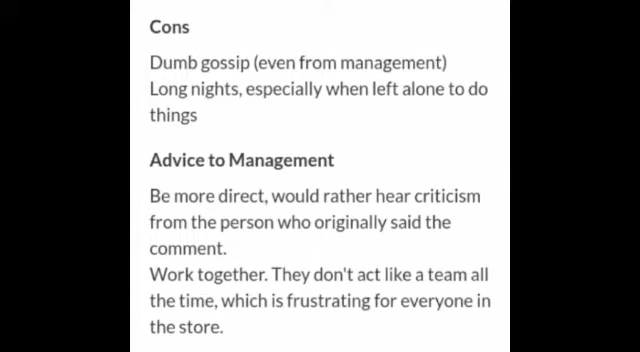 Cons
Dumb gossip (even from management)
Long nights, especially when left alone to do
things
Advice to Management
Be more direct, would rather hear criticism
from the person who originally said the
comment.
Work together. They don't act like a team all
the time, which is frustrating for everyone in
the store.